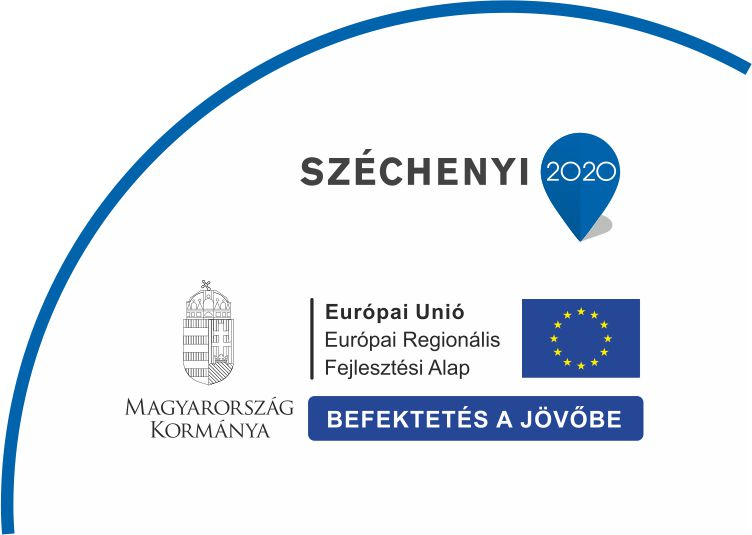 SZÉCHENYI 2020
Európai Unió
Európai Regionális
Fejlesztési Alap
MAGYARORSZÁG
KORMÁNYA
BEFEKTETÉS A JÖVŐBE